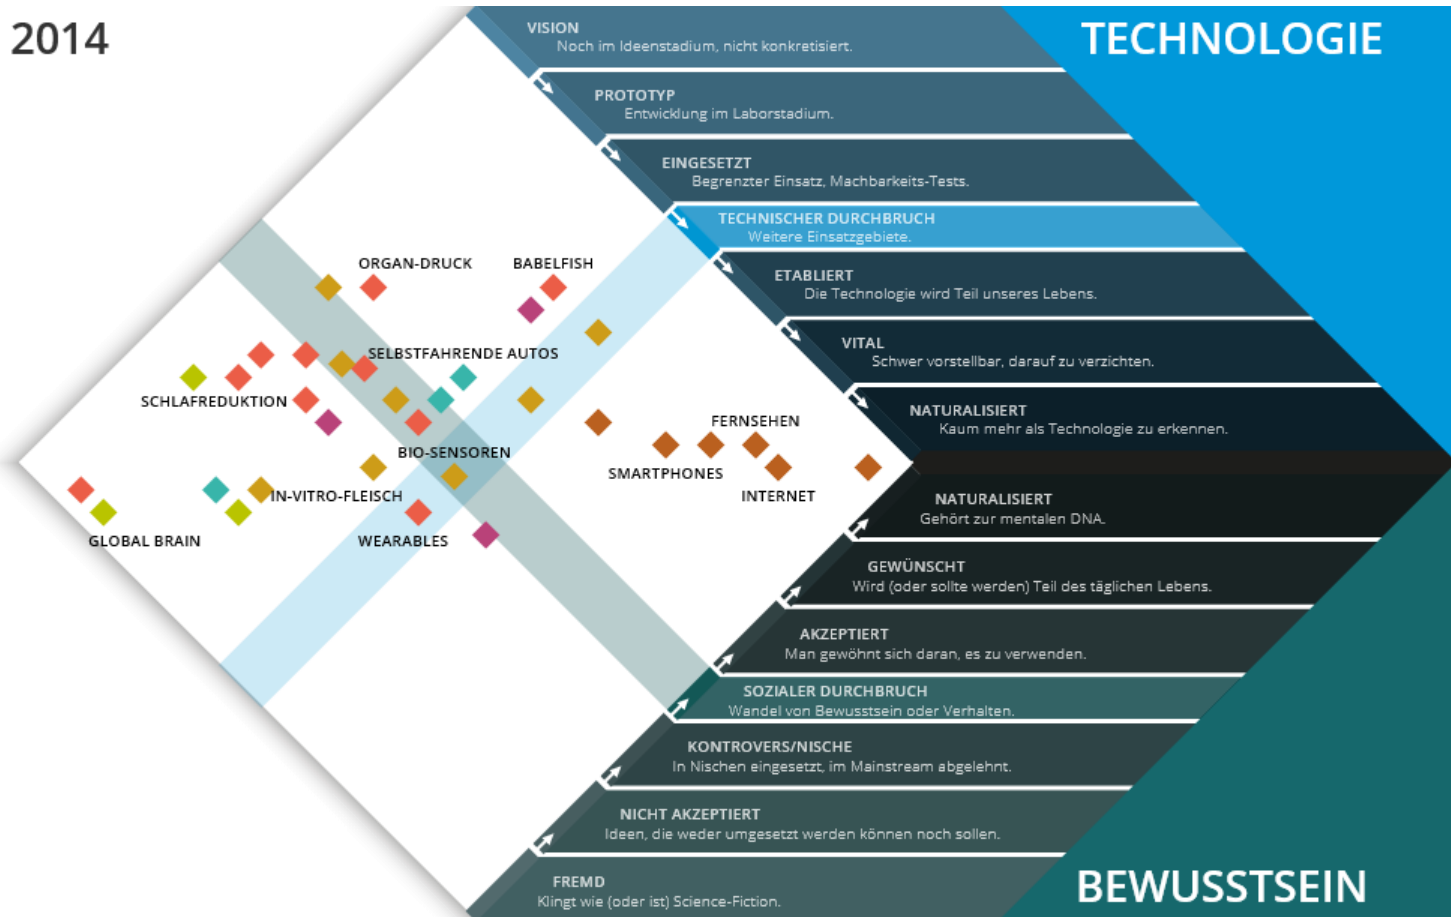 2014
TECHNOLOGIE
VISION
Noch im Ideenstadium, nicht konkretisiert.
PROTOTYP
Entwicklung im Laborstadium.
EINGESETZT
Begrenzter Einsatz, Machbarkeits-Tests.
TECHNISCHER DURCHBRUCH
Weitere Einsatzgebiete.
ETABLIERT
Die Technologie wird Teil unseres Lebens.
VITAL
Schwer vorstellbar, darauf zu verzichten.
NATURALISIERT
Kaum mehr als Technologie zu erkennen.
ORGAN-DRUCK
BABELFISH
SELBSTFAHRENDE AUTOS
SCHLAFREDUKTION
FERNSEHEN
BIO-SENSOREN
SMARTPHONES
IN-VITRO-FLEISCH
INTERNET
GLOBAL BRAIN
WEARABLES
NATURALISIERT
Gehört zur mentalen DNA.
GEWÜNSCHT
Wird (oder sollte werden) Teil des täglichen Lebens.
AKZEPTIERT
Man gewöhnt sich daran, es zu verwenden.
SOZIALER DURCHBRUCH
Wandel von Bewusstsein oder Verhalten.
KONTROVERS/NISCHE
In Nischen eingesetzt, im Mainstream abgelehnt.
NICHT AKZEPTIERT
Ideen, die weder umgesetzt werden können noch sollen.
FREMD
Klingt wie (oder ist) Science-Fiction.
BEWUSSTSEIN